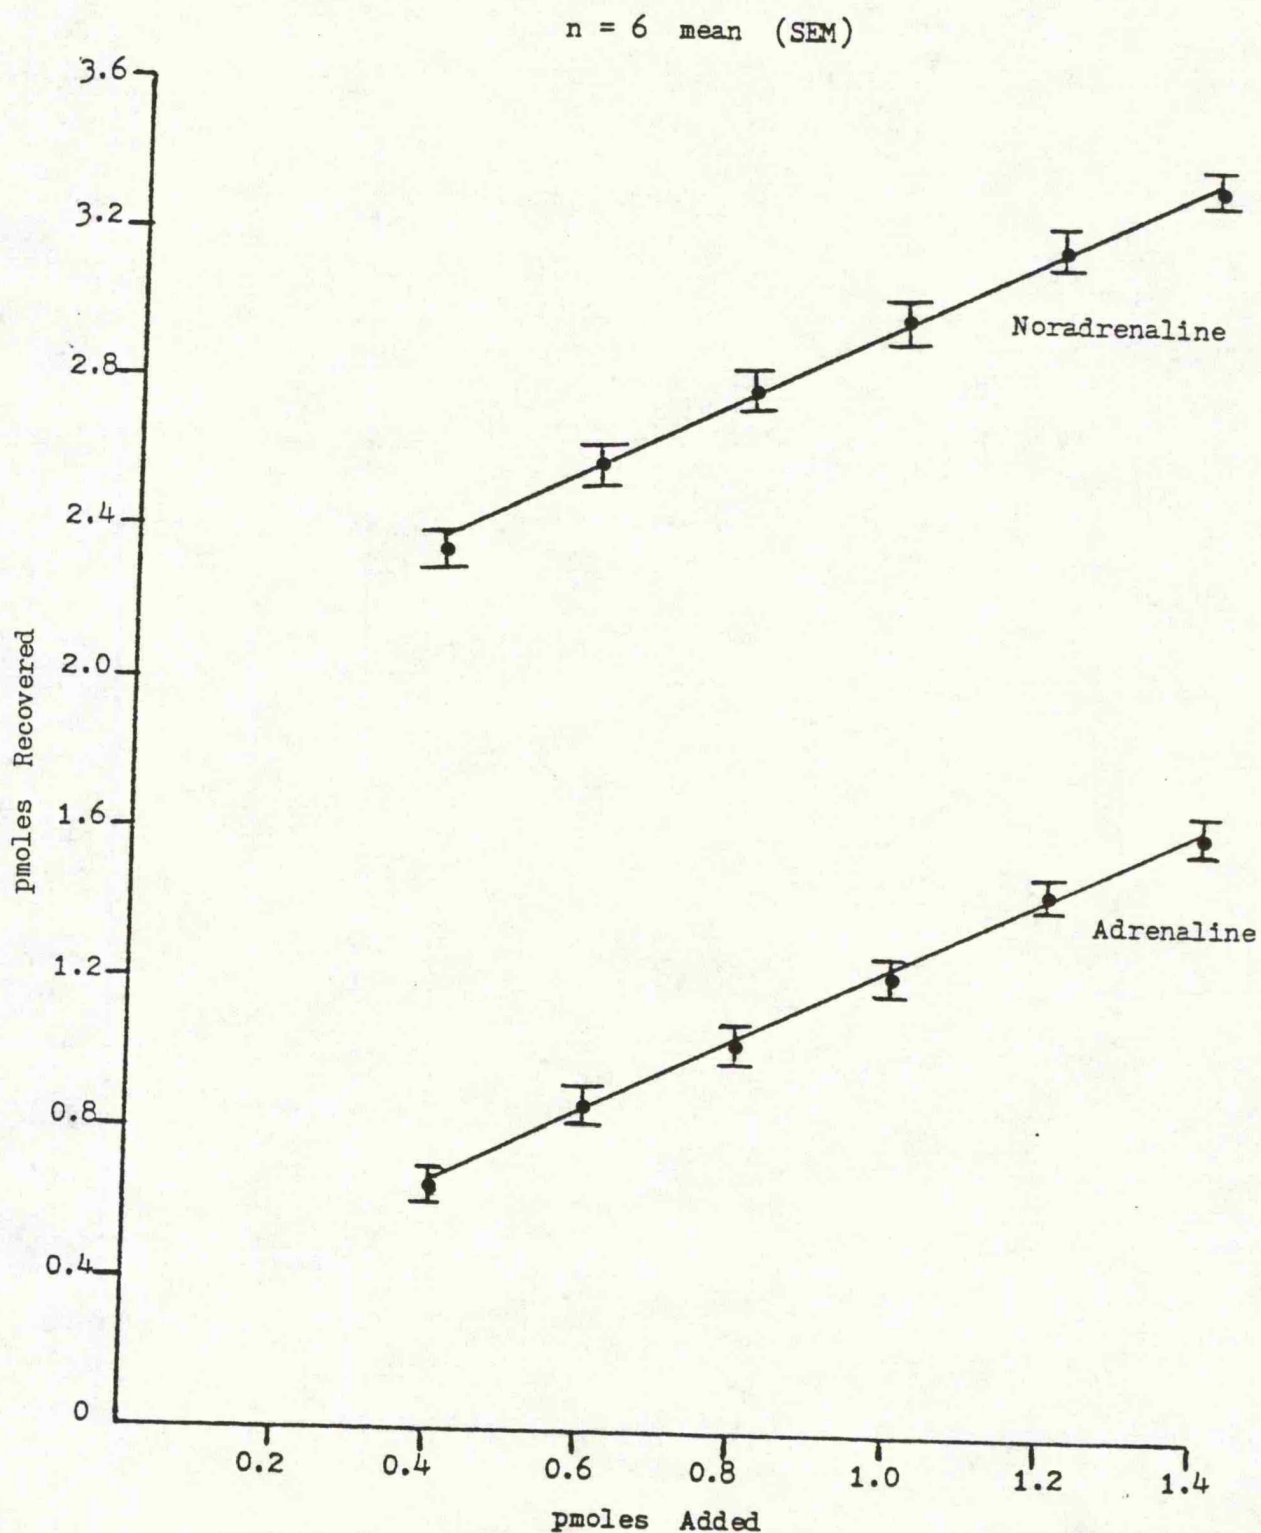 n = 6 mean (SEM)
3.6
3.2
2.8
2.4
2.0
1.6
1.2
0.8
0.4
0
pmoles Recovered
Noradrenaline
Adrenaline
0.2 0.4 0.6 0.8 1.0 1.2 1.4
pmoles Added